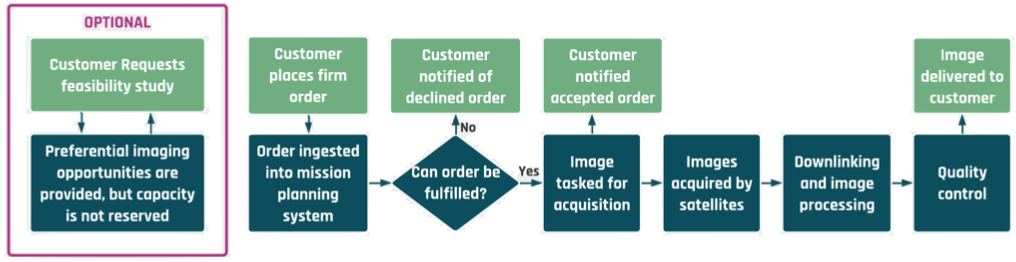 OPTIONAL
Customer Requests
feasibility study
Preferential imaging
opportunities are
provided, but capacity
is not reserved
Customer
places firm
order
Order ingested
into mission
planning
system
Customer
notified of
declined order
No
Can order be
fulfilled?
Yes
Customer
notified
accepted order
Image
tasked for
acquisition
Images
acquired by
satellites
Downlinking
and image
processing
Image
delivered to
customer
Quality
control